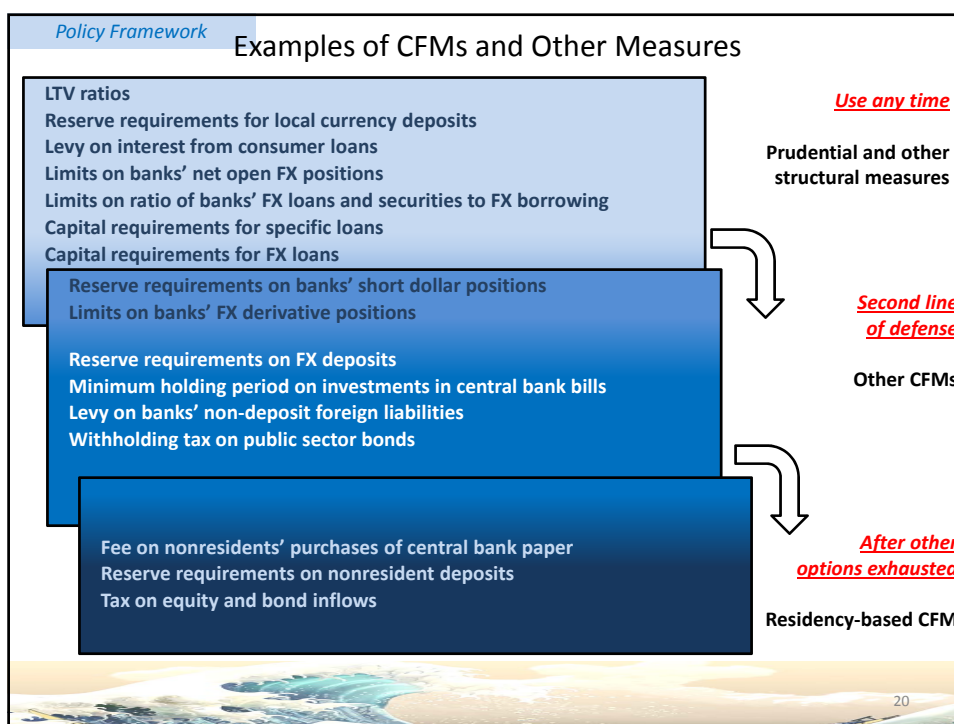 Policy Framework
Examples of CFMs and Other Measures
LTV ratios
Reserve requirements for local currency deposits
Levy on interest from consumer loans
Limits on banks' net open FX positions
Limits on ratio of banks' FX loans and securities to FX borrowing
Capital requirements for specific loans
Capital requirements for FX loans
Reserve requirements on banks' short dollar positions
Limits on banks' FX derivative positions
Reserve requirements on FX deposits
Minimum holding period on investments in central bank bills
Levy on banks' non-deposit foreign liabilities
Withholding tax on public sector bonds
Fee on nonresidents' purchases of central bank paper
Reserve requirements on nonresident deposits
Tax on equity and bond inflows
Use any time
Prudential and other
structural measures
Second line
of defense
Other CFMs
After other
options exhausted
Residency-based CFM
20